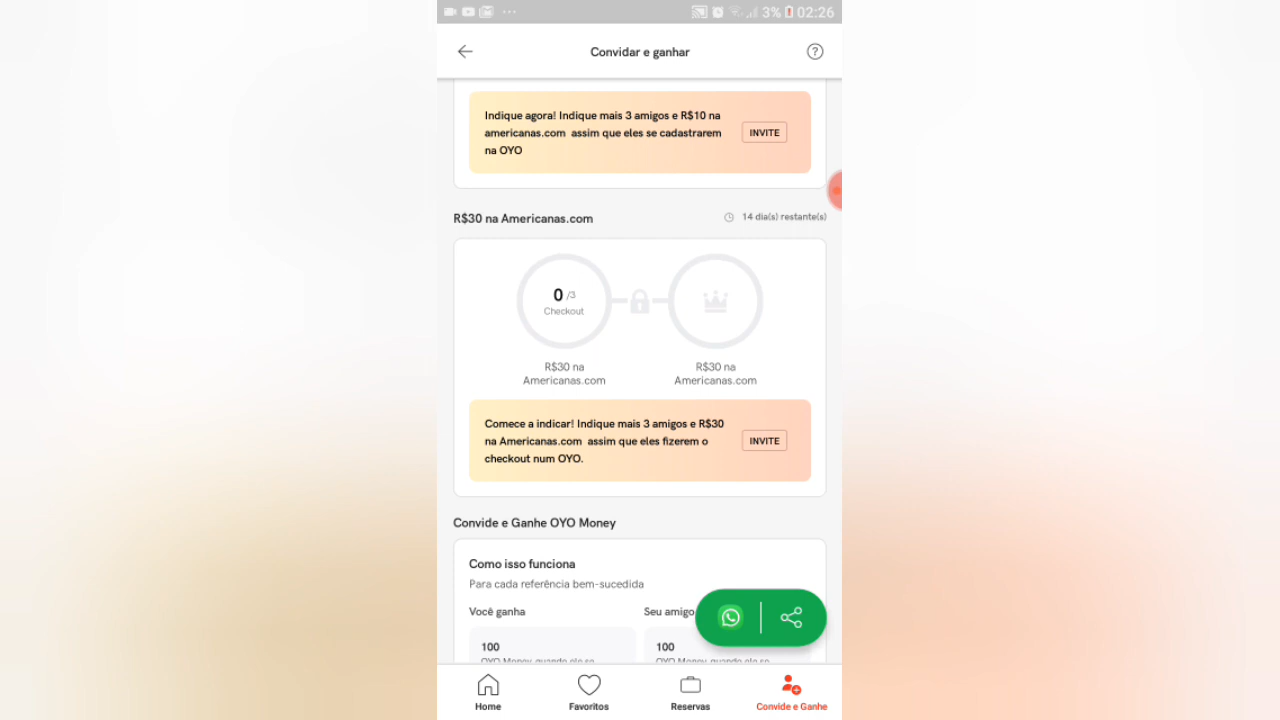 3% 02:26
Convidar e ganhar
Indique agora! Indique mais 3 amigos e R$10 na
americanas.com assim que eles se cadastrarem
na OYO
INVITE
R$30 na Americanas.com
14 dia(s) restante(s)
0 /3
Checkout
R$30 na
Americanas.com
R$30 na
Americanas.com
Comece a indicar! Indique mais 3 amigos e R$30
na Americanas.com assim que eles fizerem o
checkout num OYO.
INVITE
Convide e Ganhe OYO Money
Como isso funciona
Para cada referência bem-sucedida
Você ganha
Seu amigo
100
OYO Money, quando ele se
100
OYO Money, quando ele se
Home
Favoritos
Reservas
Convide e Ganhe